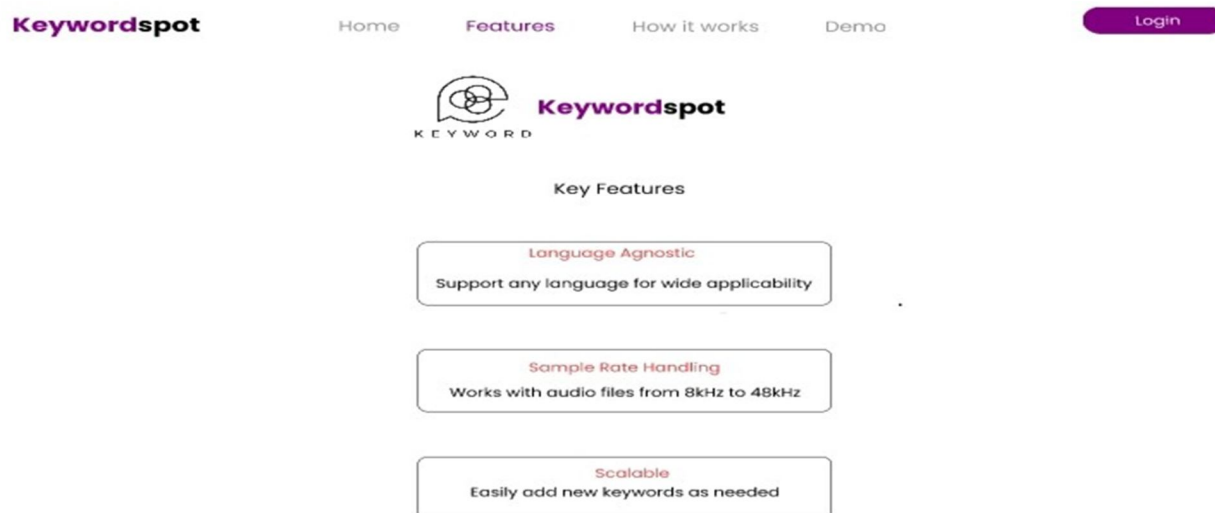 Keywordspot Home Features How it works Demo Login
KEYWORD Keywordspot
Key Features
Language Agnostic
Support any language for wide applicability
Sample Rate Handling
Works with audio files from 8kHz to 48kHz
Scalable
Easily add new keywords as needed